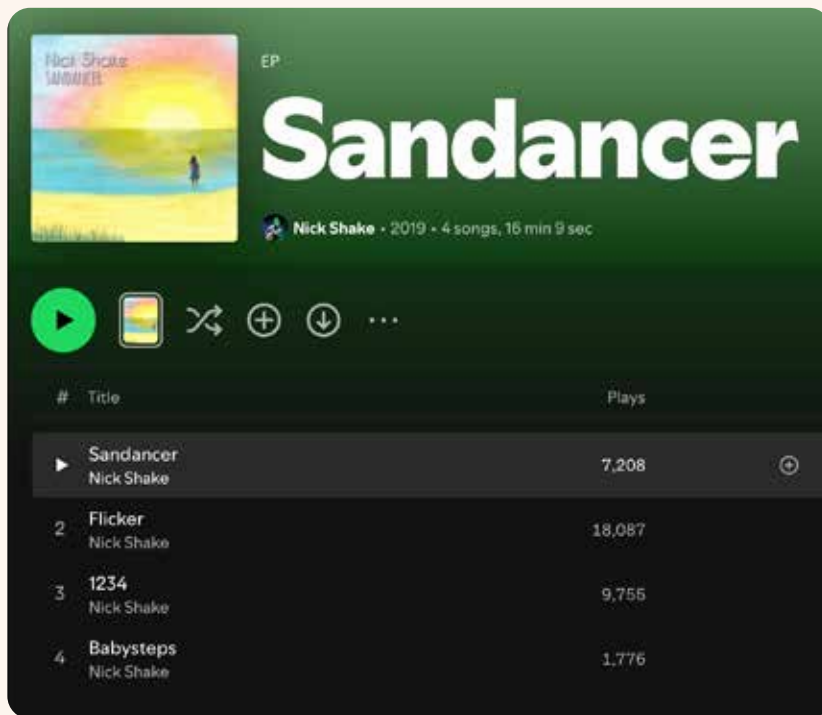 Nick Shake
SANDANCER
EP
Sandancer
Nick Shake • 2019 • 4 songs, 16 min 9 sec
# Title Plays
Sandancer
Nick Shake
7,208
2
Flicker
Nick Shake
18,087
3
1234
Nick Shake
9,755
4
Babysteps
Nick Shake
1,776